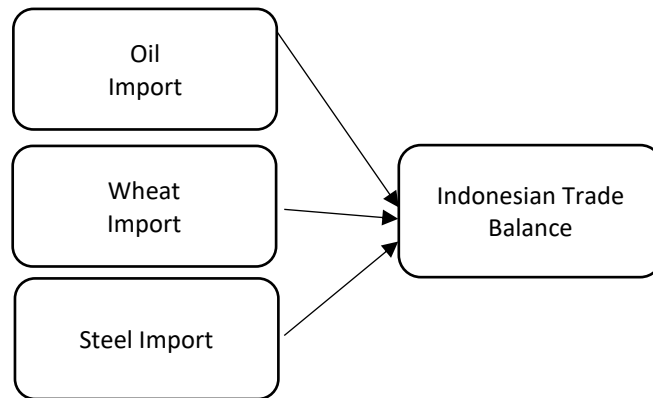 Oil
Import
Wheat
Import
Indonesian Trade
Balance
Steel Import